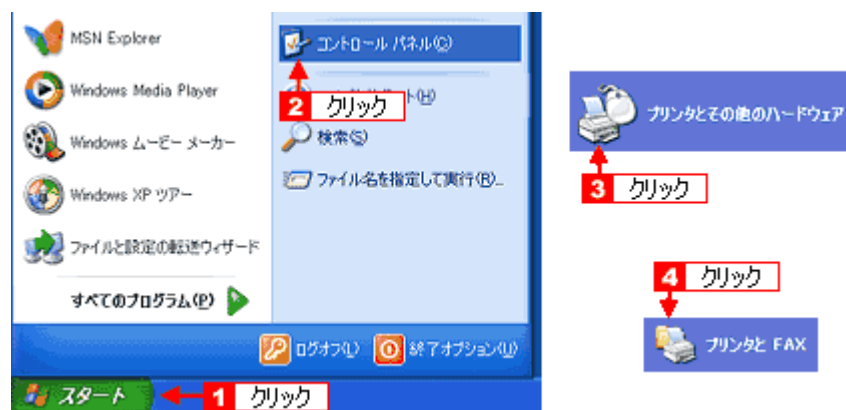 MSN Explorer
Windows Media Player
Windows ムービー メーカー
Windows XP ツアー
ファイルと設定の転送ウィザード
すべてのプログラム(P)
コントロール パネル(C)
2 クリック
ト(H)
検索(S)
ファイル名を指定して実行(R)...
ログオフ(L)
終了オプション(U)
スタート
1 クリック
プリンタとその他のハードウェア
3 クリック
4 クリック
プリンタと FAX